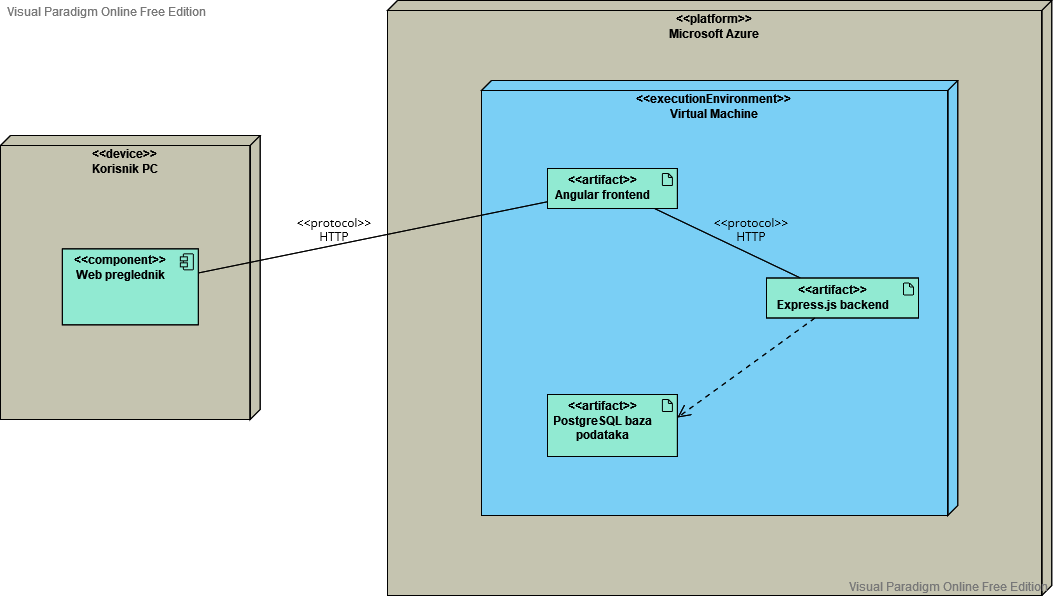 Visual Paradigm Online Free Edition
<<platform>>
Microsoft Azure
<<executionEnvironment>>
Virtual Machine
<<device>>
Korisnik PC
<<artifact>>
Angular frontend
<<protocol>>
HTTP
<<protocol>>
HTTP
<<component>>
Web preglednik
<<artifact>>
Express.js backend
<<artifact>>
PostgreSQL baza
podataka
Visual Paradigm Online Free Edition